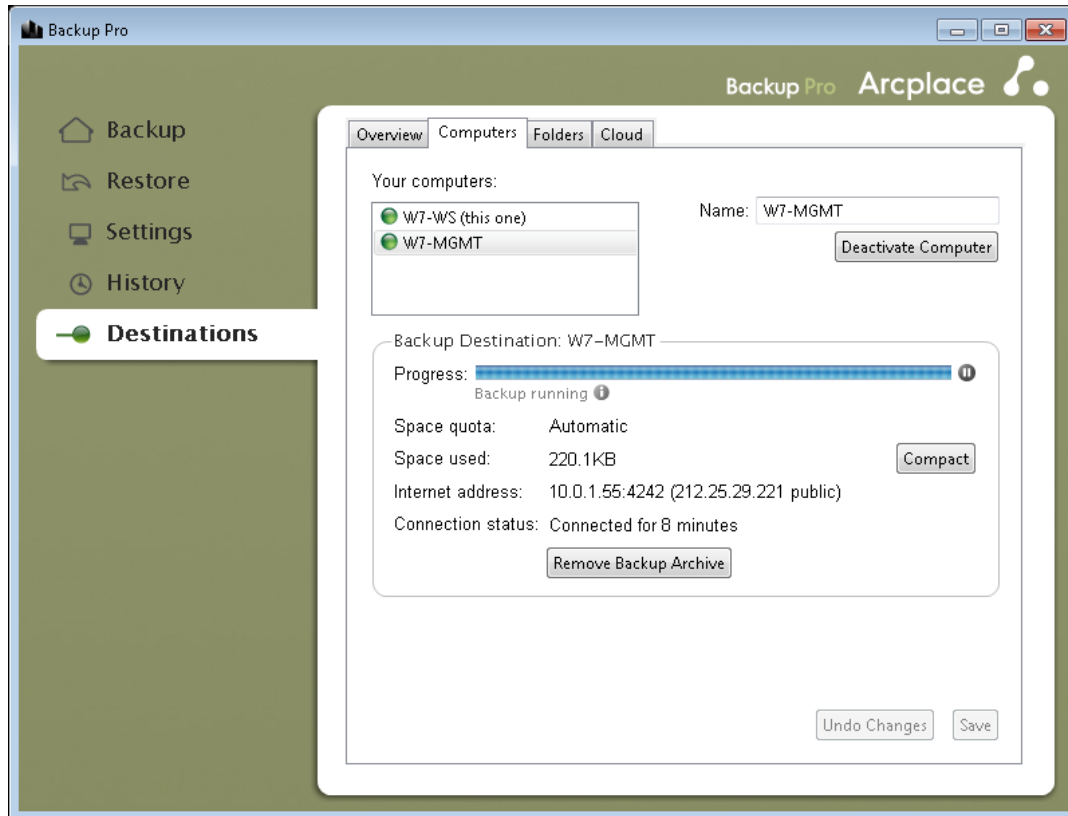 Backup Pro
Backup Pro Arcplace
Backup
Restore
Settings
History
Destinations
Overview Computers Folders Cloud
Your computers:
W7-WS (this one)
W7-MGMT
Name: W7-MGMT
Deactivate Computer
Backup Destination: W7-MGMT
Progress:
Backup running
Space quota: Automatic
Space used: 220.1KB Compact
Internet address: 10.0.1.55:4242 (212.25.29.221 public)
Connection status: Connected for 8 minutes
Remove Backup Archive
Undo Changes Save